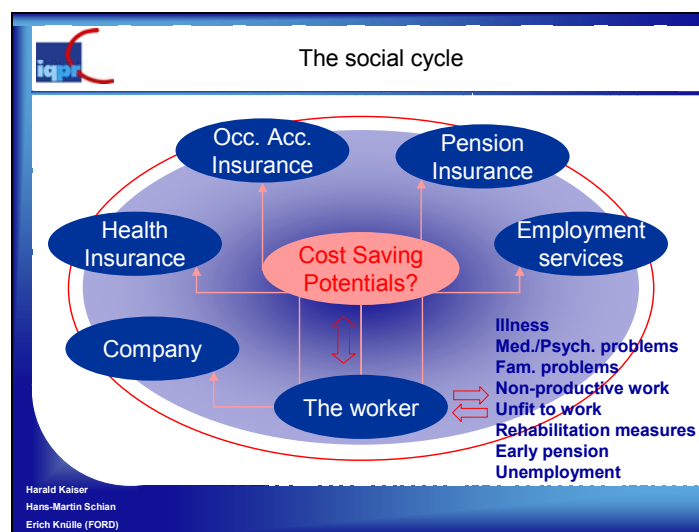 iqpr
The social cycle
Occ. Acc.
Insurance
Pension
Insurance
Health
Insurance
Cost Saving
Potentials?
Employment
services
Company
The worker
Illness
Med./Psych. problems
Fam. problems
Non-productive work
Unfit to work
Rehabilitation measures
Early pension
Unemployment
Harald Kaiser
Hans-Martin Schian
Erich Knülle (FORD)